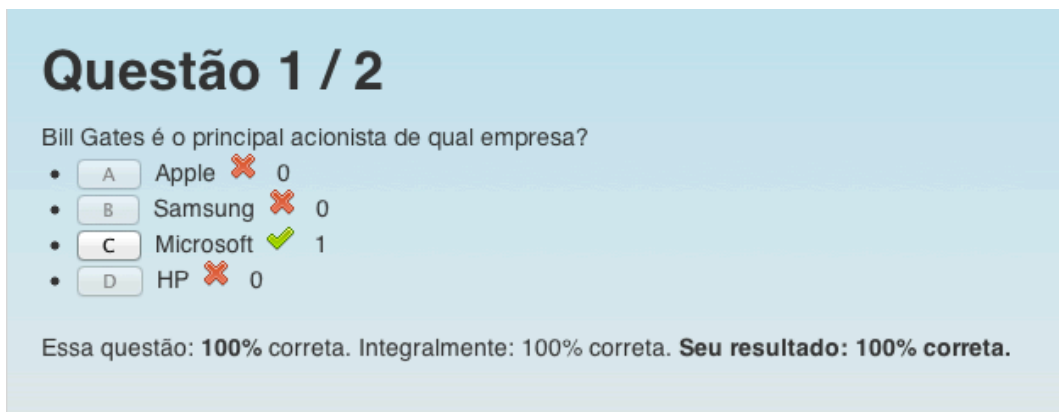 Questão 1 / 2
Bill Gates é o principal acionista de qual empresa?
• A Apple ✖ 0
• B Samsung ✖ 0
• C Microsoft ✔ 1
• D HP ✖ 0
Essa questão: 100% correta. Integralmente: 100% correta. Seu resultado: 100% correta.